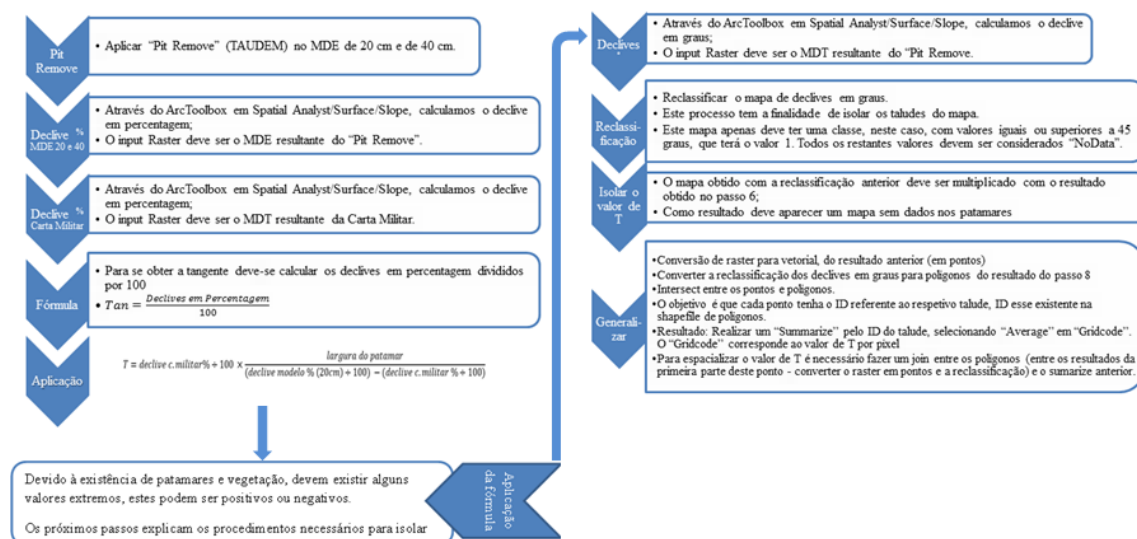 Pit
Remove
• Aplicar “Pit Remove” (TAUDEM) no MDE de 20 cm e de 40 cm.
Declive %
MDE 20 e 40
• Através do ArcToolbox em Spatial Analyst/Surface/Slope, calculamos o declive
em percentagem;
• O input Raster deve ser o MDE resultante do “Pit Remove”.
Declive %
Carta Militar
• Através do ArcToolbox em Spatial Analyst/Surface/Slope, calculamos o declive
em percentagem;
• O input Raster deve ser o MDT resultante da Carta Militar.
Fórmula
• Para se obter a tangente deve-se calcular os declives em percentagem divididos
por 100
• Tan = Declives em Percentagem / 100
Aplicação
T = declive c.militar% ÷ 100 × largura do patamar / (declive modelo % (20cm) ÷ 100) − (declive c.militar % ÷ 100)
Devido à existência de patamares e vegetação, devem existir alguns
valores extremos, estes podem ser positivos ou negativos.
Os próximos passos explicam os procedimentos necessários para isolar
Aplicação
da fórmula
Declives
°
• Através do ArcToolbox em Spatial Analyst/Surface/Slope, calculamos o declive
em graus;
• O input Raster deve ser o MDT resultante do “Pit Remove.
Reclassi-
ficação
• Reclassificar o mapa de declives em graus.
• Este processo tem a finalidade de isolar os taludes do mapa.
• Este mapa apenas deve ter uma classe, neste caso, com valores iguais ou superiores a 45
graus, que terá o valor 1. Todos os restantes valores devem ser considerados “NoData”.
Isolar o
valor de
T
• O mapa obtido com a reclassificação anterior deve ser multiplicado com o resultado
obtido no passo 6;
• Como resultado deve aparecer um mapa sem dados nos patamares
Generali-
zar
•Conversão de raster para vetorial, do resultado anterior (em pontos)
•Converter a reclassificação dos declives em graus para polígonos do resultado do passo 8
•Intersect entre os pontos e polígonos.
•O objetivo é que cada ponto tenha o ID referente ao respetivo talude, ID esse existente na
shapefile de polígonos.
•Resultado: Realizar um “Summarize” pelo ID do talude, selecionando “Average” em “Gridcode”.
O “Gridcode” corresponde ao valor de T por pixel
•Para espacializar o valor de T é necessário fazer um join entre os polígonos (entre os resultados da
primeira parte deste ponto - converter o raster em pontos e a reclassificação) e o sumarize anterior.